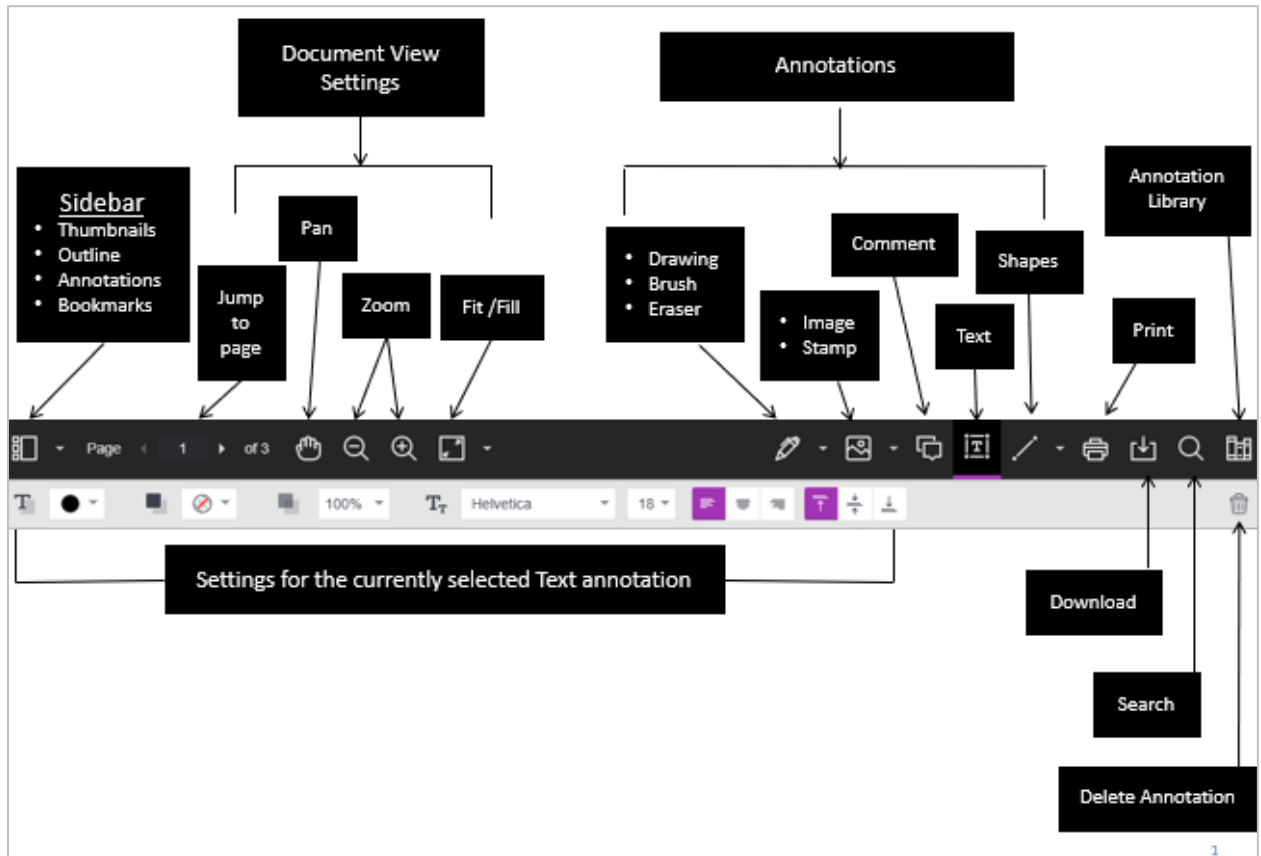 Document View
Settings
Annotations
Sidebar
• Thumbnails
• Outline
• Annotations
• Bookmarks
Jump
to
page
Pan
Zoom
Fit /Fill
• Drawing
• Brush
• Eraser
• Image
• Stamp
Comment
Text
Shapes
Print
Annotation
Library
Page 1 of 3
100% Helvetica 18
Settings for the currently selected Text annotation
Download
Search
Delete Annotation
1